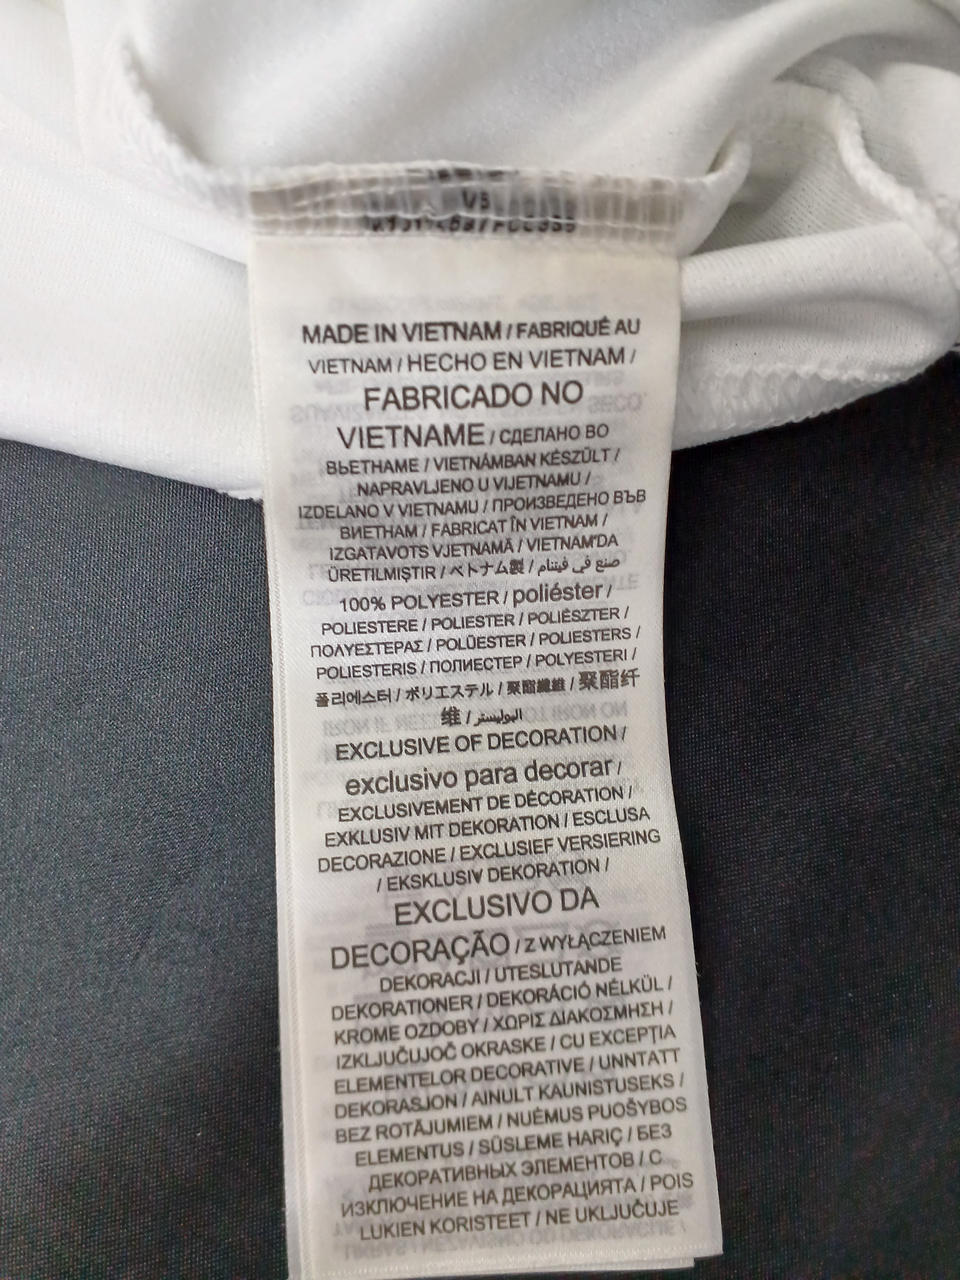 VS
MADE IN VIETNAM / FABRIQUÉ AU
VIETNAM / HECHO EN VIETNAM /
FABRICADO NO
VIETNAME / СДЕЛАНО ВО
ВЬЕТНАМЕ / VIETNÁMBAN KÉSZÜLT /
NAPRAVLJENO U VIJETNAMU /
IZDELANO V VIETNAMU / ПРОИЗВЕДЕНО ВЪВ
ВИЕТНАМ / FABRICAT ÎN VIETNAM /
IZGATAVOTS VJETNAMĀ / VIETNAM'DA
ÜRETILMIŞTIR / ベトナム製 / صنع في فيتنام
100% POLYESTER / poliéster /
POLIESTERE / POLIESTER / POLIÉSZTER /
ΠΟΛΥΕΣΤΕΡΑΣ / POLÜESTER / POLIESTERS /
POLIESTERIS / ПОЛИЕСТЕР / POLYESTERI /
폴리에스터 / ポリエステル / 聚酯纖維 / 聚酯纤
维 / البوليستر
EXCLUSIVE OF DECORATION /
exclusivo para decorar /
EXCLUSIVEMENT DE DÉCORATION /
EXKLUSIV MIT DEKORATION / ESCLUSA
DECORAZIONE / EXCLUSIEF VERSIERING
/ EKSKLUSIV DEKORATION /
EXCLUSIVO DA
DECORAÇÃO / Z WYŁĄCZENIEM
DEKORACJI / UTESLUTANDE
DEKORATIONER / DEKORÁCIÓ NÉLKÜL /
KROME OZDOBY / ΧΩΡΙΣ ΔΙΑΚΟΣΜΗΣΗ /
IZKLJUČUJOČ OKRASKE / CU EXCEPȚIA
ELEMENTELOR DECORATIVE / UNNTATT
DEKORASJON / AINULT KAUNISTUSEKS /
BEZ ROTĀJUMIEM / NUĖMUS PUOŠYBOS
ELEMENTUS / SÜSLEME HARIÇ / БЕЗ
ДЕКОРАТИВНЫХ ЭЛЕМЕНТОВ / С
ИЗКЛЮЧЕНИЕ НА ДЕКОРАЦИЯТА / POIS
LUKIEN KORISTEET / NE UKLJUČUJE